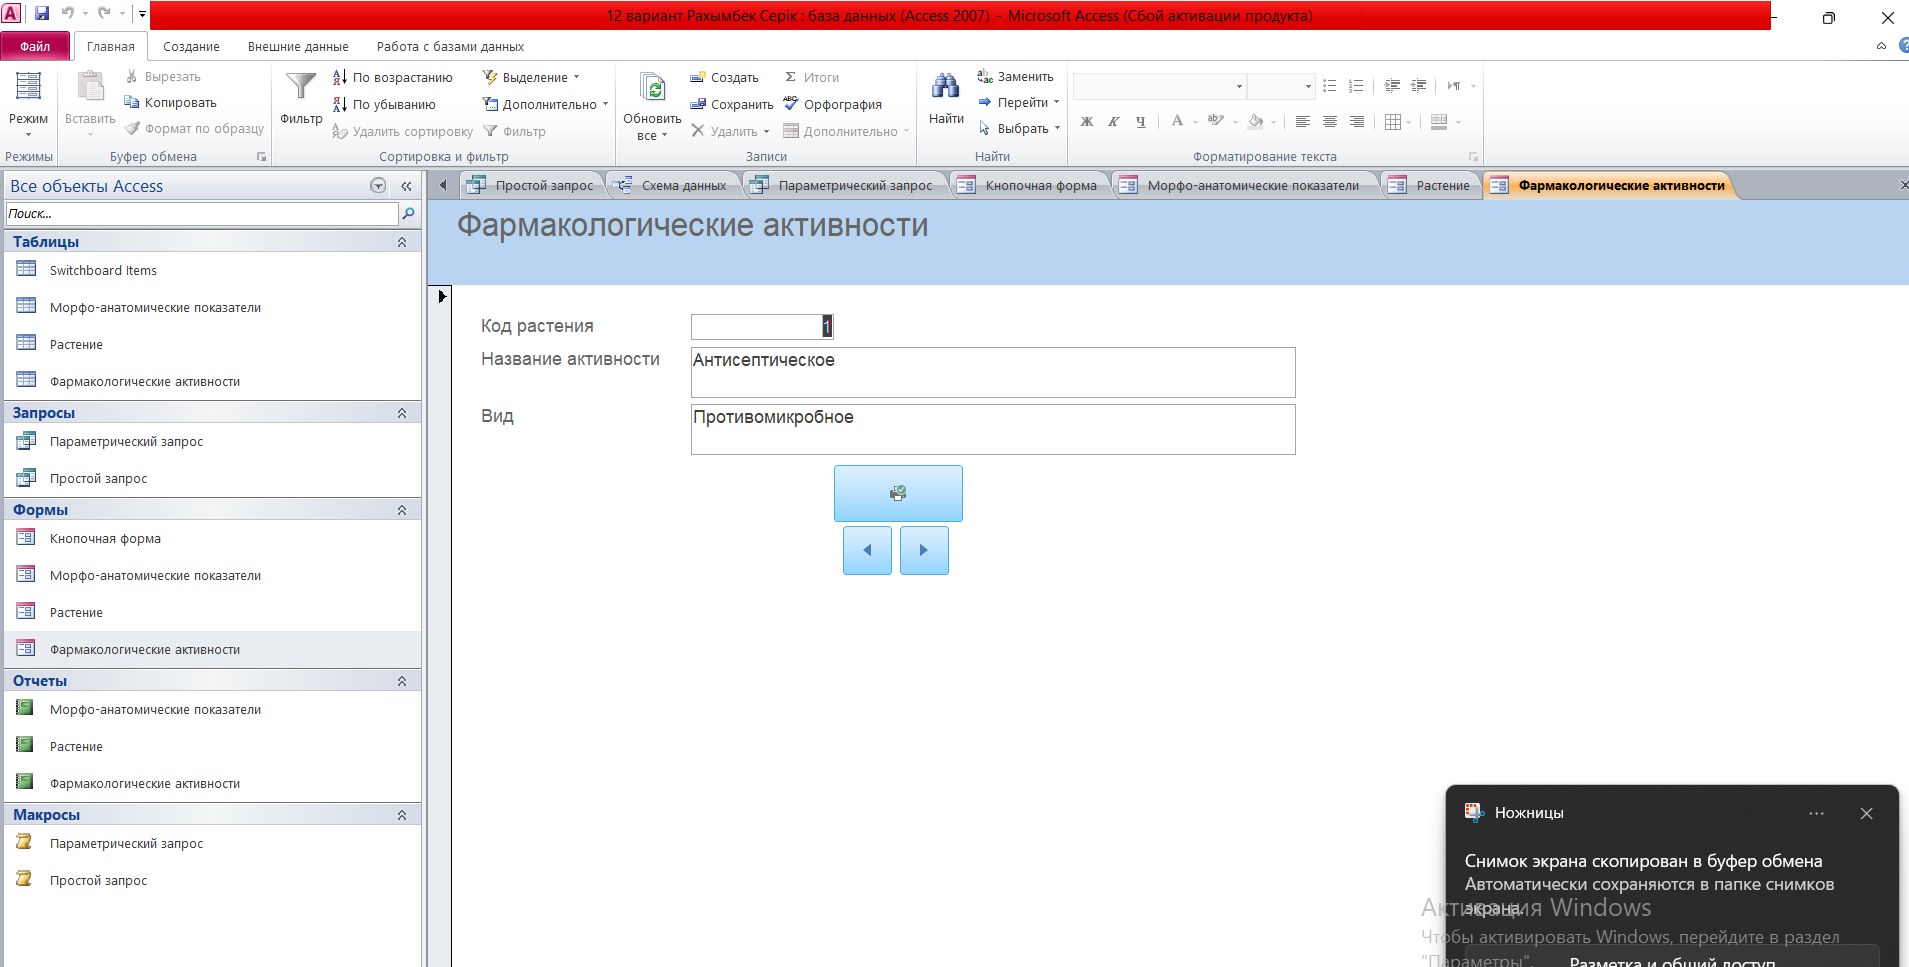 12 вариант Рахымбек Серік : база данных (Access 2007) - Microsoft Access (Сбой активации продукта)
Файл Главная Создание Внешние данные Работа с базами данных
Режим
Режимы
Вставить
Вырезать
Копировать
Формат по образцу
Буфер обмена
Фильтр
По возрастанию
По убыванию
Удалить сортировку
Выделение
Дополнительно
Фильтр
Сортировка и фильтр
Обновить
все
Создать
Сохранить
Удалить
Итоги
Орфография
Дополнительно
Записи
Найти
Заменить
Перейти
Выбрать
Найти
Ж К Ч А
Форматирование текста
Все объекты Access
Поиск...
Таблицы
Switchboard Items
Морфо-анатомические показатели
Растение
Фармакологические активности
Запросы
Параметрический запрос
Простой запрос
Формы
Кнопочная форма
Морфо-анатомические показатели
Растение
Фармакологические активности
Отчеты
Морфо-анатомические показатели
Растение
Фармакологические активности
Макросы
Параметрический запрос
Простой запрос
Простой запрос Схема данных Параметрический запрос Кнопочная форма Морфо-анатомические показатели Растение Фармакологические активности
Фармакологические активности
Код растения 1
Название активности Антисептическое
Вид Противомикробное
Ножницы
Снимок экрана скопирован в буфер обмена
Автоматически сохраняются в папке снимков
экрана.
Активация Windows
Чтобы активировать Windows, перейдите в раздел
"Параметры".
Разметка и общий доступ